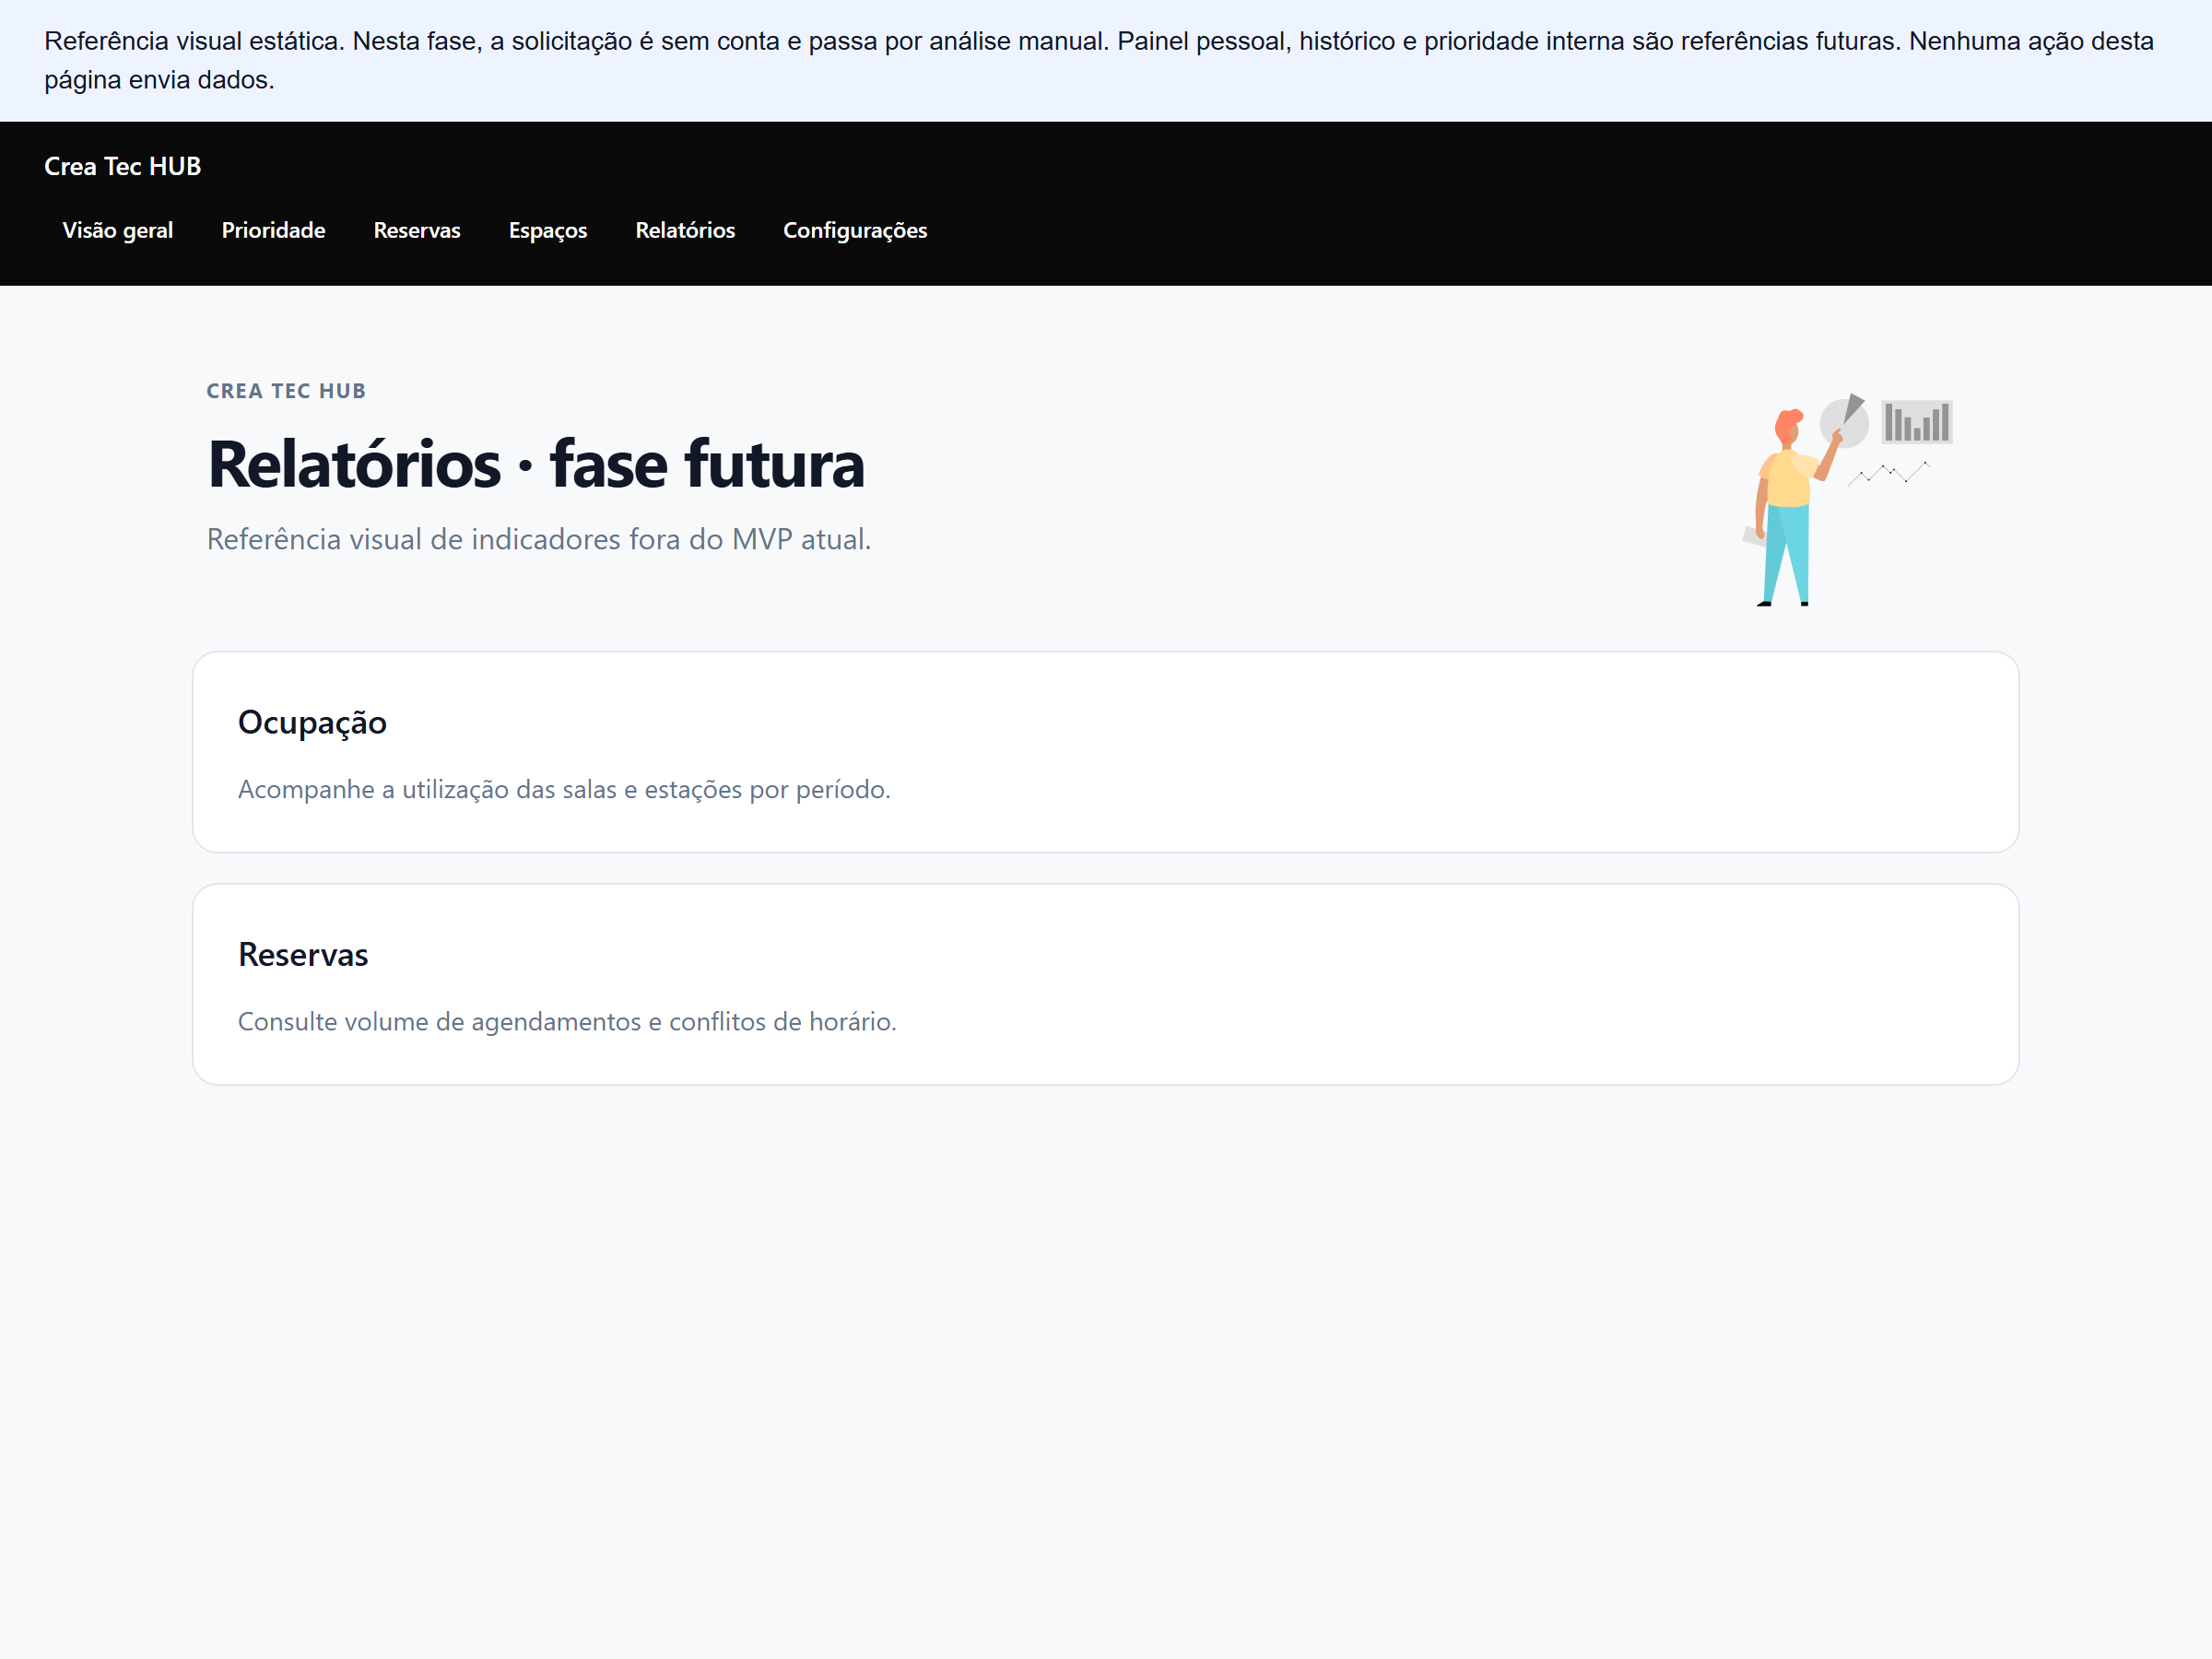 Referência visual estática. Nesta fase, a solicitação é sem conta e passa por análise manual. Painel pessoal, histórico e prioridade interna são referências futuras. Nenhuma ação desta
página envia dados.
Crea Tec HUB
Visão geral Prioridade Reservas Espaços Relatórios Configurações
CREA TEC HUB
Relatórios · fase futura
Referência visual de indicadores fora do MVP atual.
Ocupação
Acompanhe a utilização das salas e estações por período.
Reservas
Consulte volume de agendamentos e conflitos de horário.